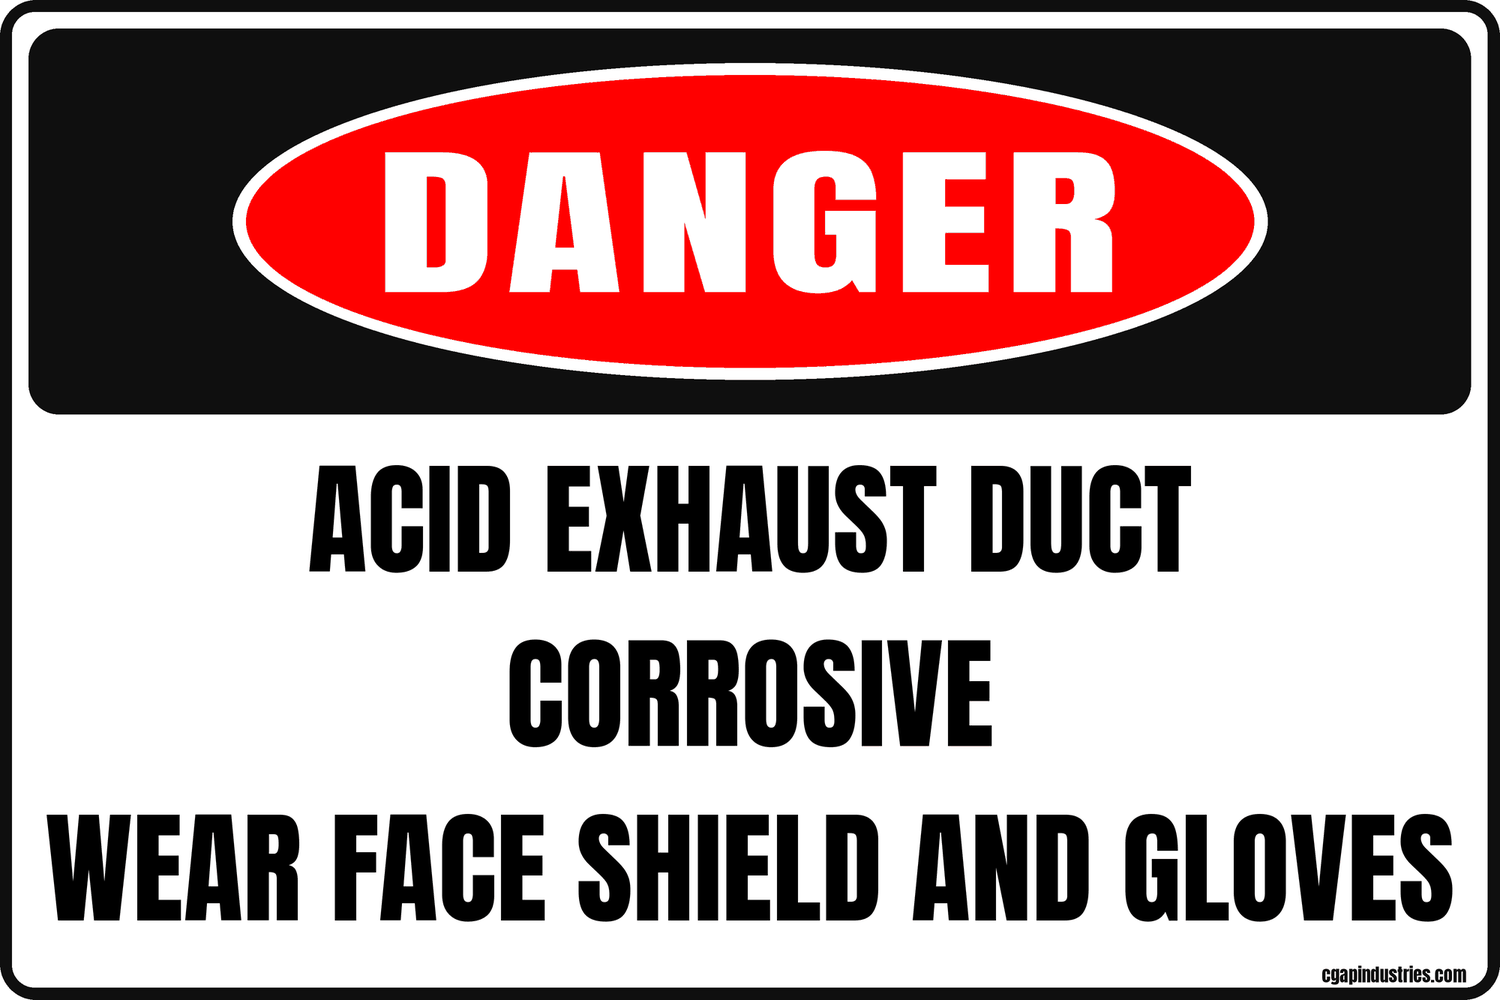 DANGER
ACID EXHAUST DUCT
CORROSIVE
WEAR FACE SHIELD AND GLOVES
cgapindustries.com